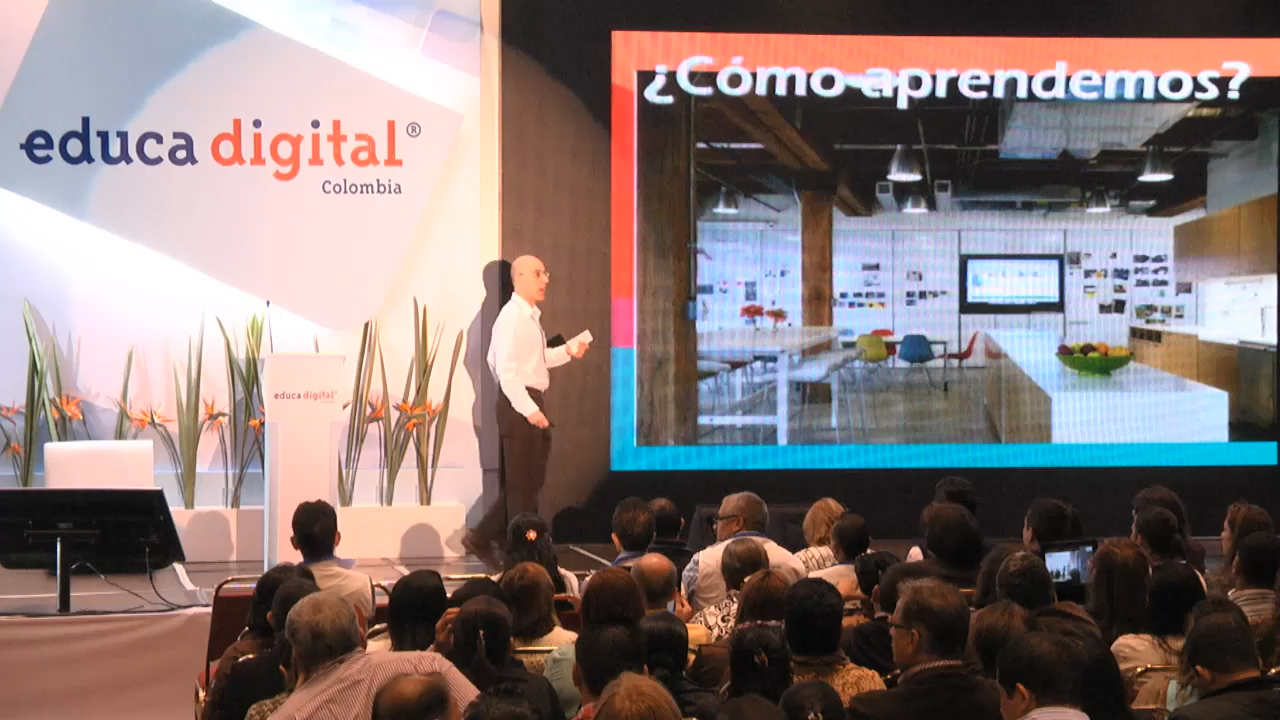 educa digital®
Colombia
¿Cómo aprendemos?
educa digital